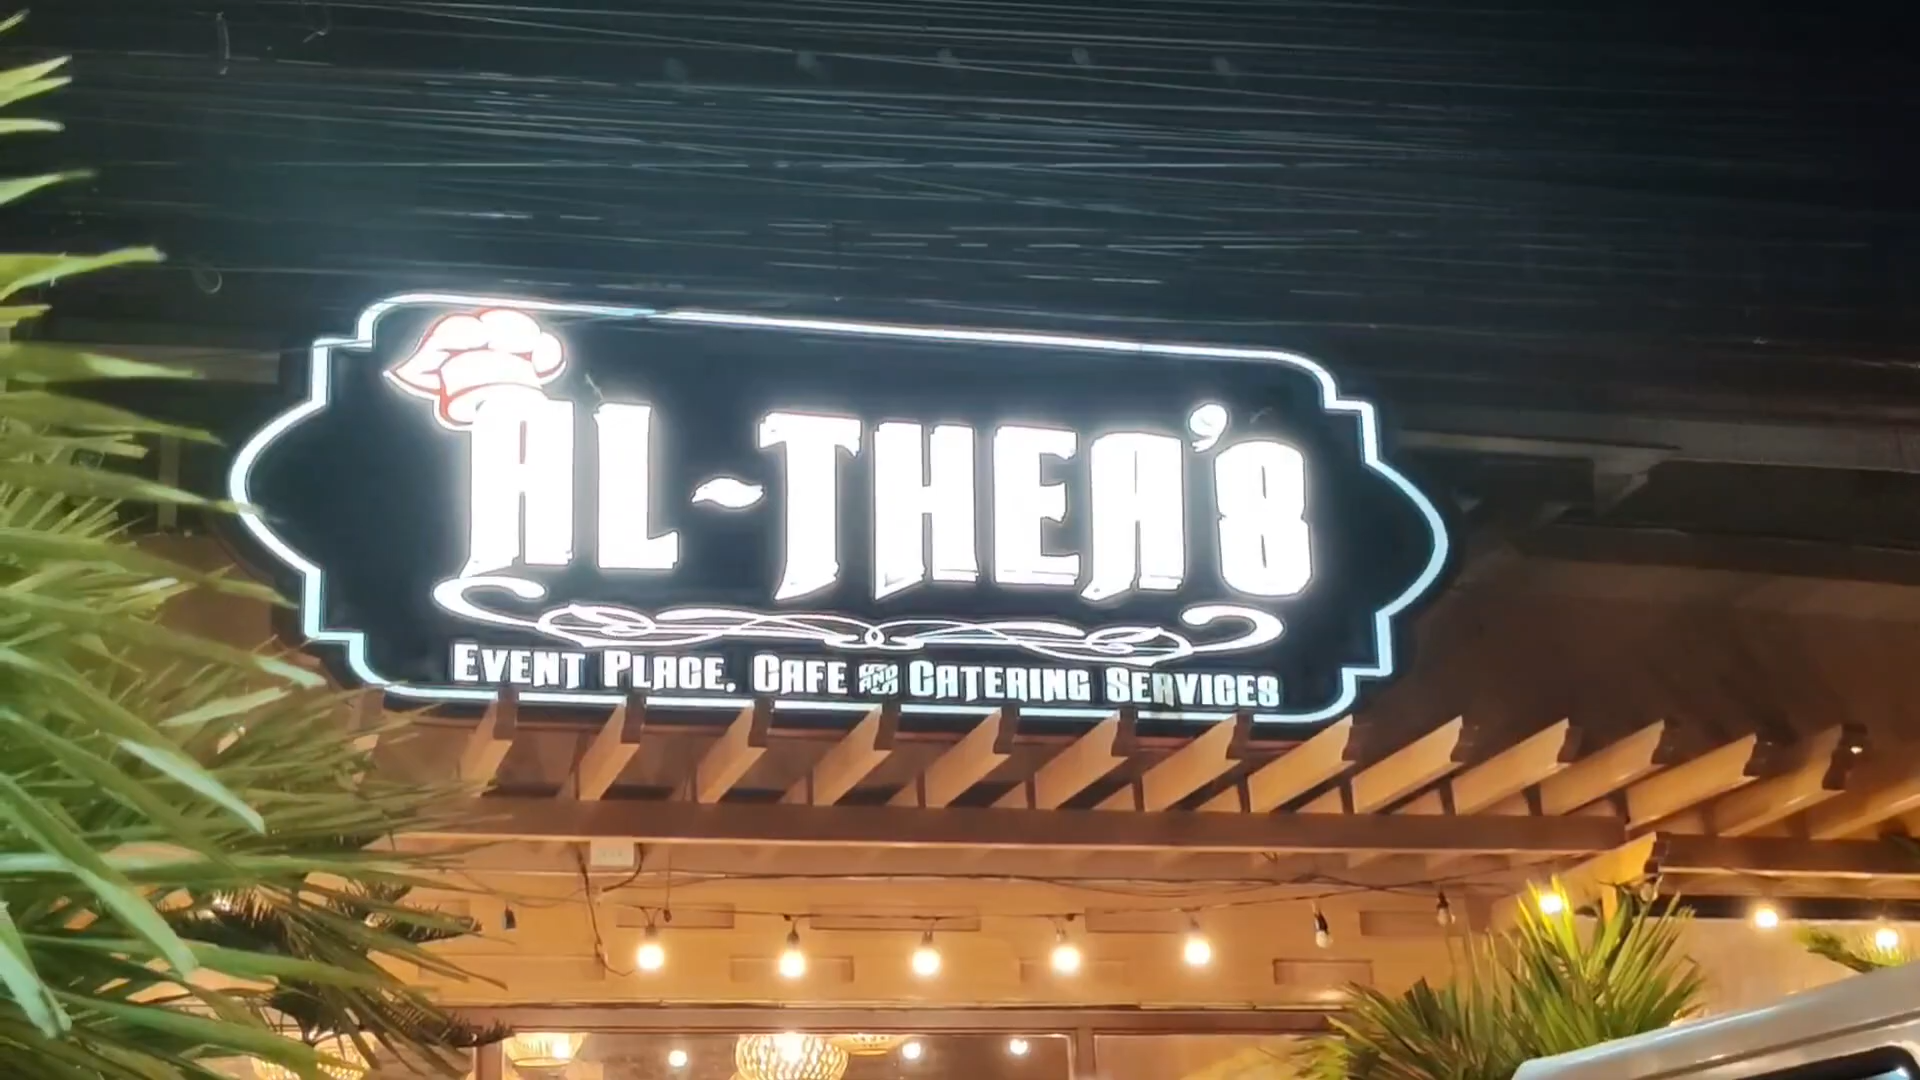 AL~THEA'S
EVENT PLACE, CAFE AND CATERING SERVICES